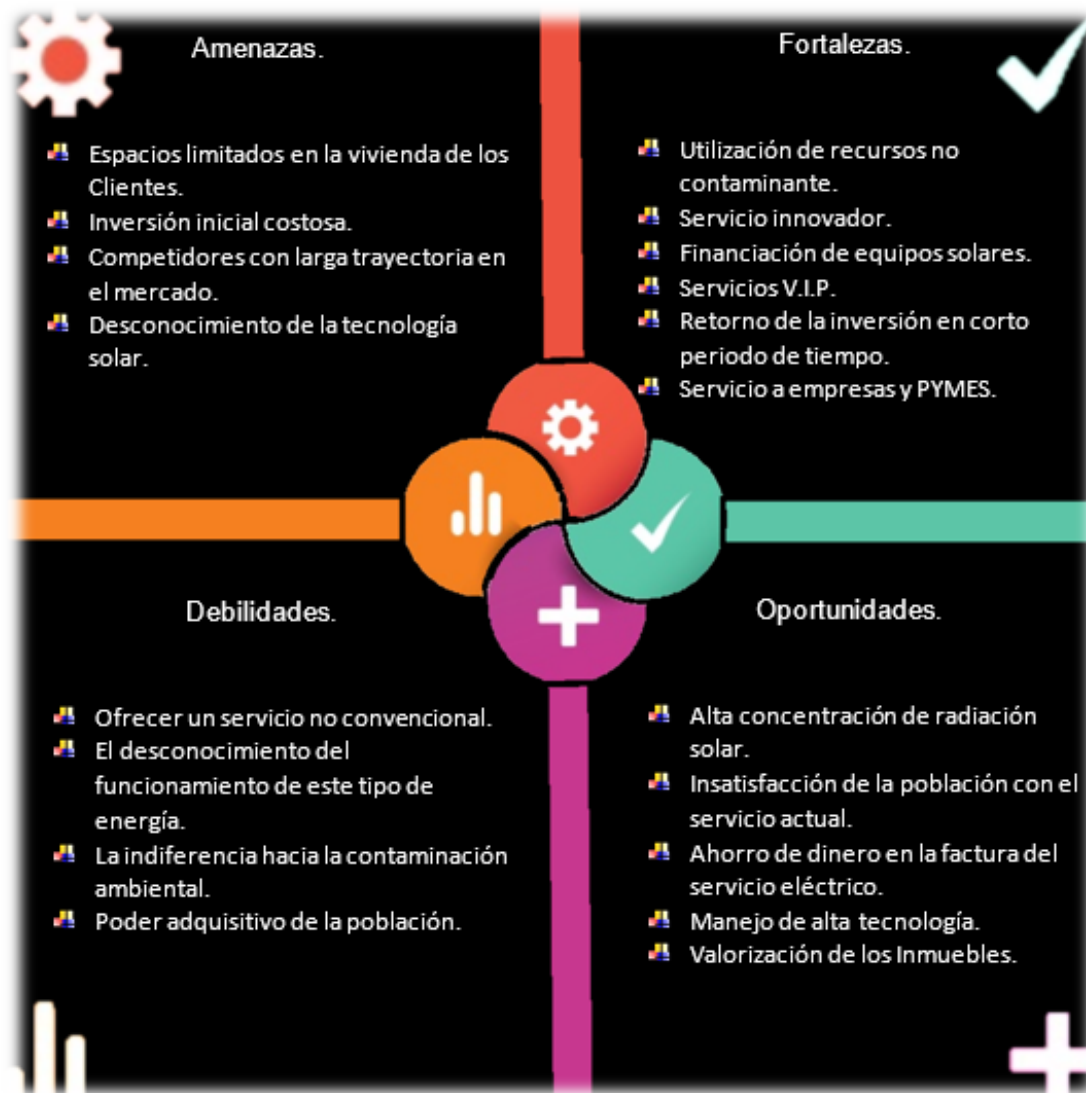 Amenazas.
Espacios limitados en la vivienda de los
Clientes.
Inversión inicial costosa.
Competidores con larga trayectoria en
el mercado.
Desconocimiento de la tecnología
solar.
Fortalezas.
Utilización de recursos no
contaminante.
Servicio innovador.
Financiación de equipos solares.
Servicios V.I.P.
Retorno de la inversión en corto
periodo de tiempo.
Servicio a empresas y PYMES.
Debilidades.
Ofrecer un servicio no convencional.
El desconocimiento del
funcionamiento de este tipo de
energía.
La indiferencia hacia la contaminación
ambiental.
Poder adquisitivo de la población.
Oportunidades.
Alta concentración de radiación
solar.
Insatisfacción de la población con el
servicio actual.
Ahorro de dinero en la factura del
servicio eléctrico.
Manejo de alta tecnología.
Valorización de los Inmuebles.